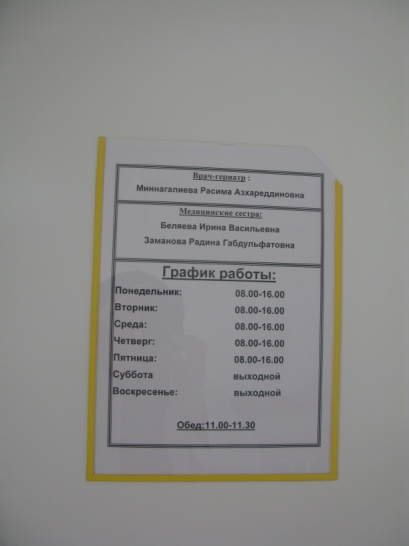 Врач-гериатр :
Миннагалиева Расима Азхареддиновна
Медицинские сестра:
Беляева Ирина Васильевна
Заманова Радина Габдульфатовна
График работы:
Понедельник: 08.00-16.00
Вторник: 08.00-16.00
Среда: 08.00-16.00
Четверг: 08.00-16.00
Пятница: 08.00-16.00
Суббота выходной
Воскресенье: выходной
Обед:11.00-11.30